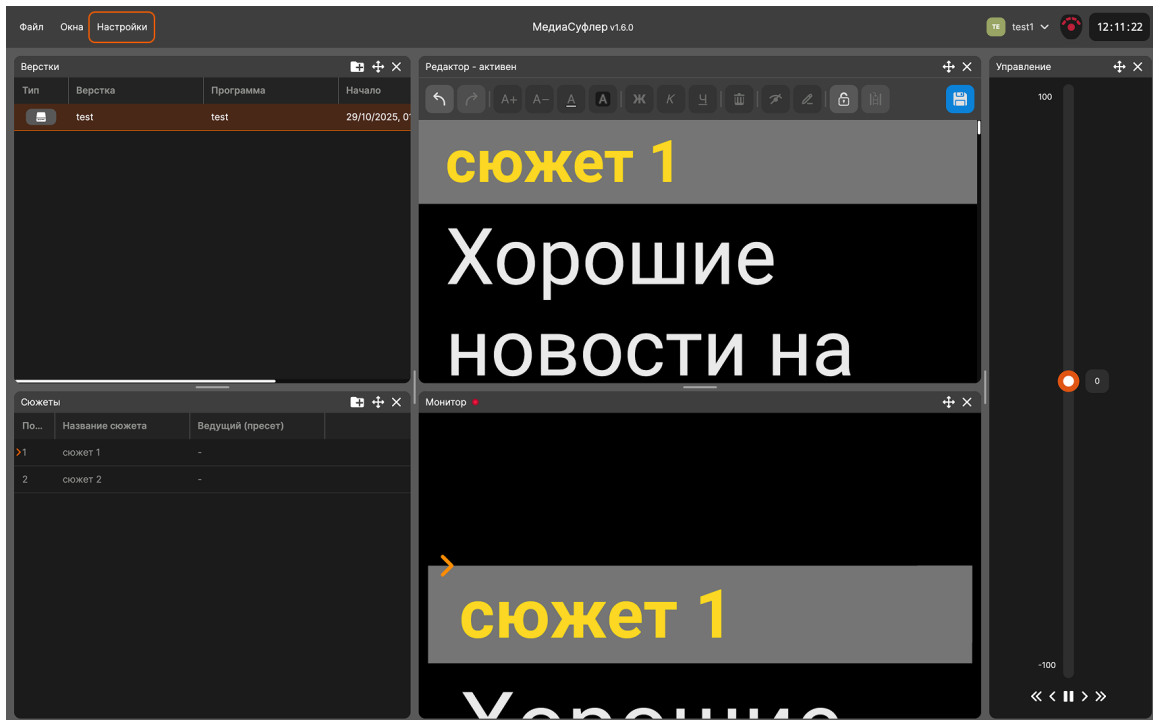 Файл Окна Настройки МедиаСуфлер v1.6.0 TE test1 12:11:22
Верстки
Тип Верстка Программа Начало
test test 29/10/2025, 0
Сюжеты
По... Название сюжета Ведущий (пресет)
1 сюжет 1 -
2 сюжет 2 -
Редактор - активен
A+ A− A A Ж К Ч
сюжет 1
Хорошие
новости на
Монитор
сюжет 1
Хорошие
Управление
100
0
-100